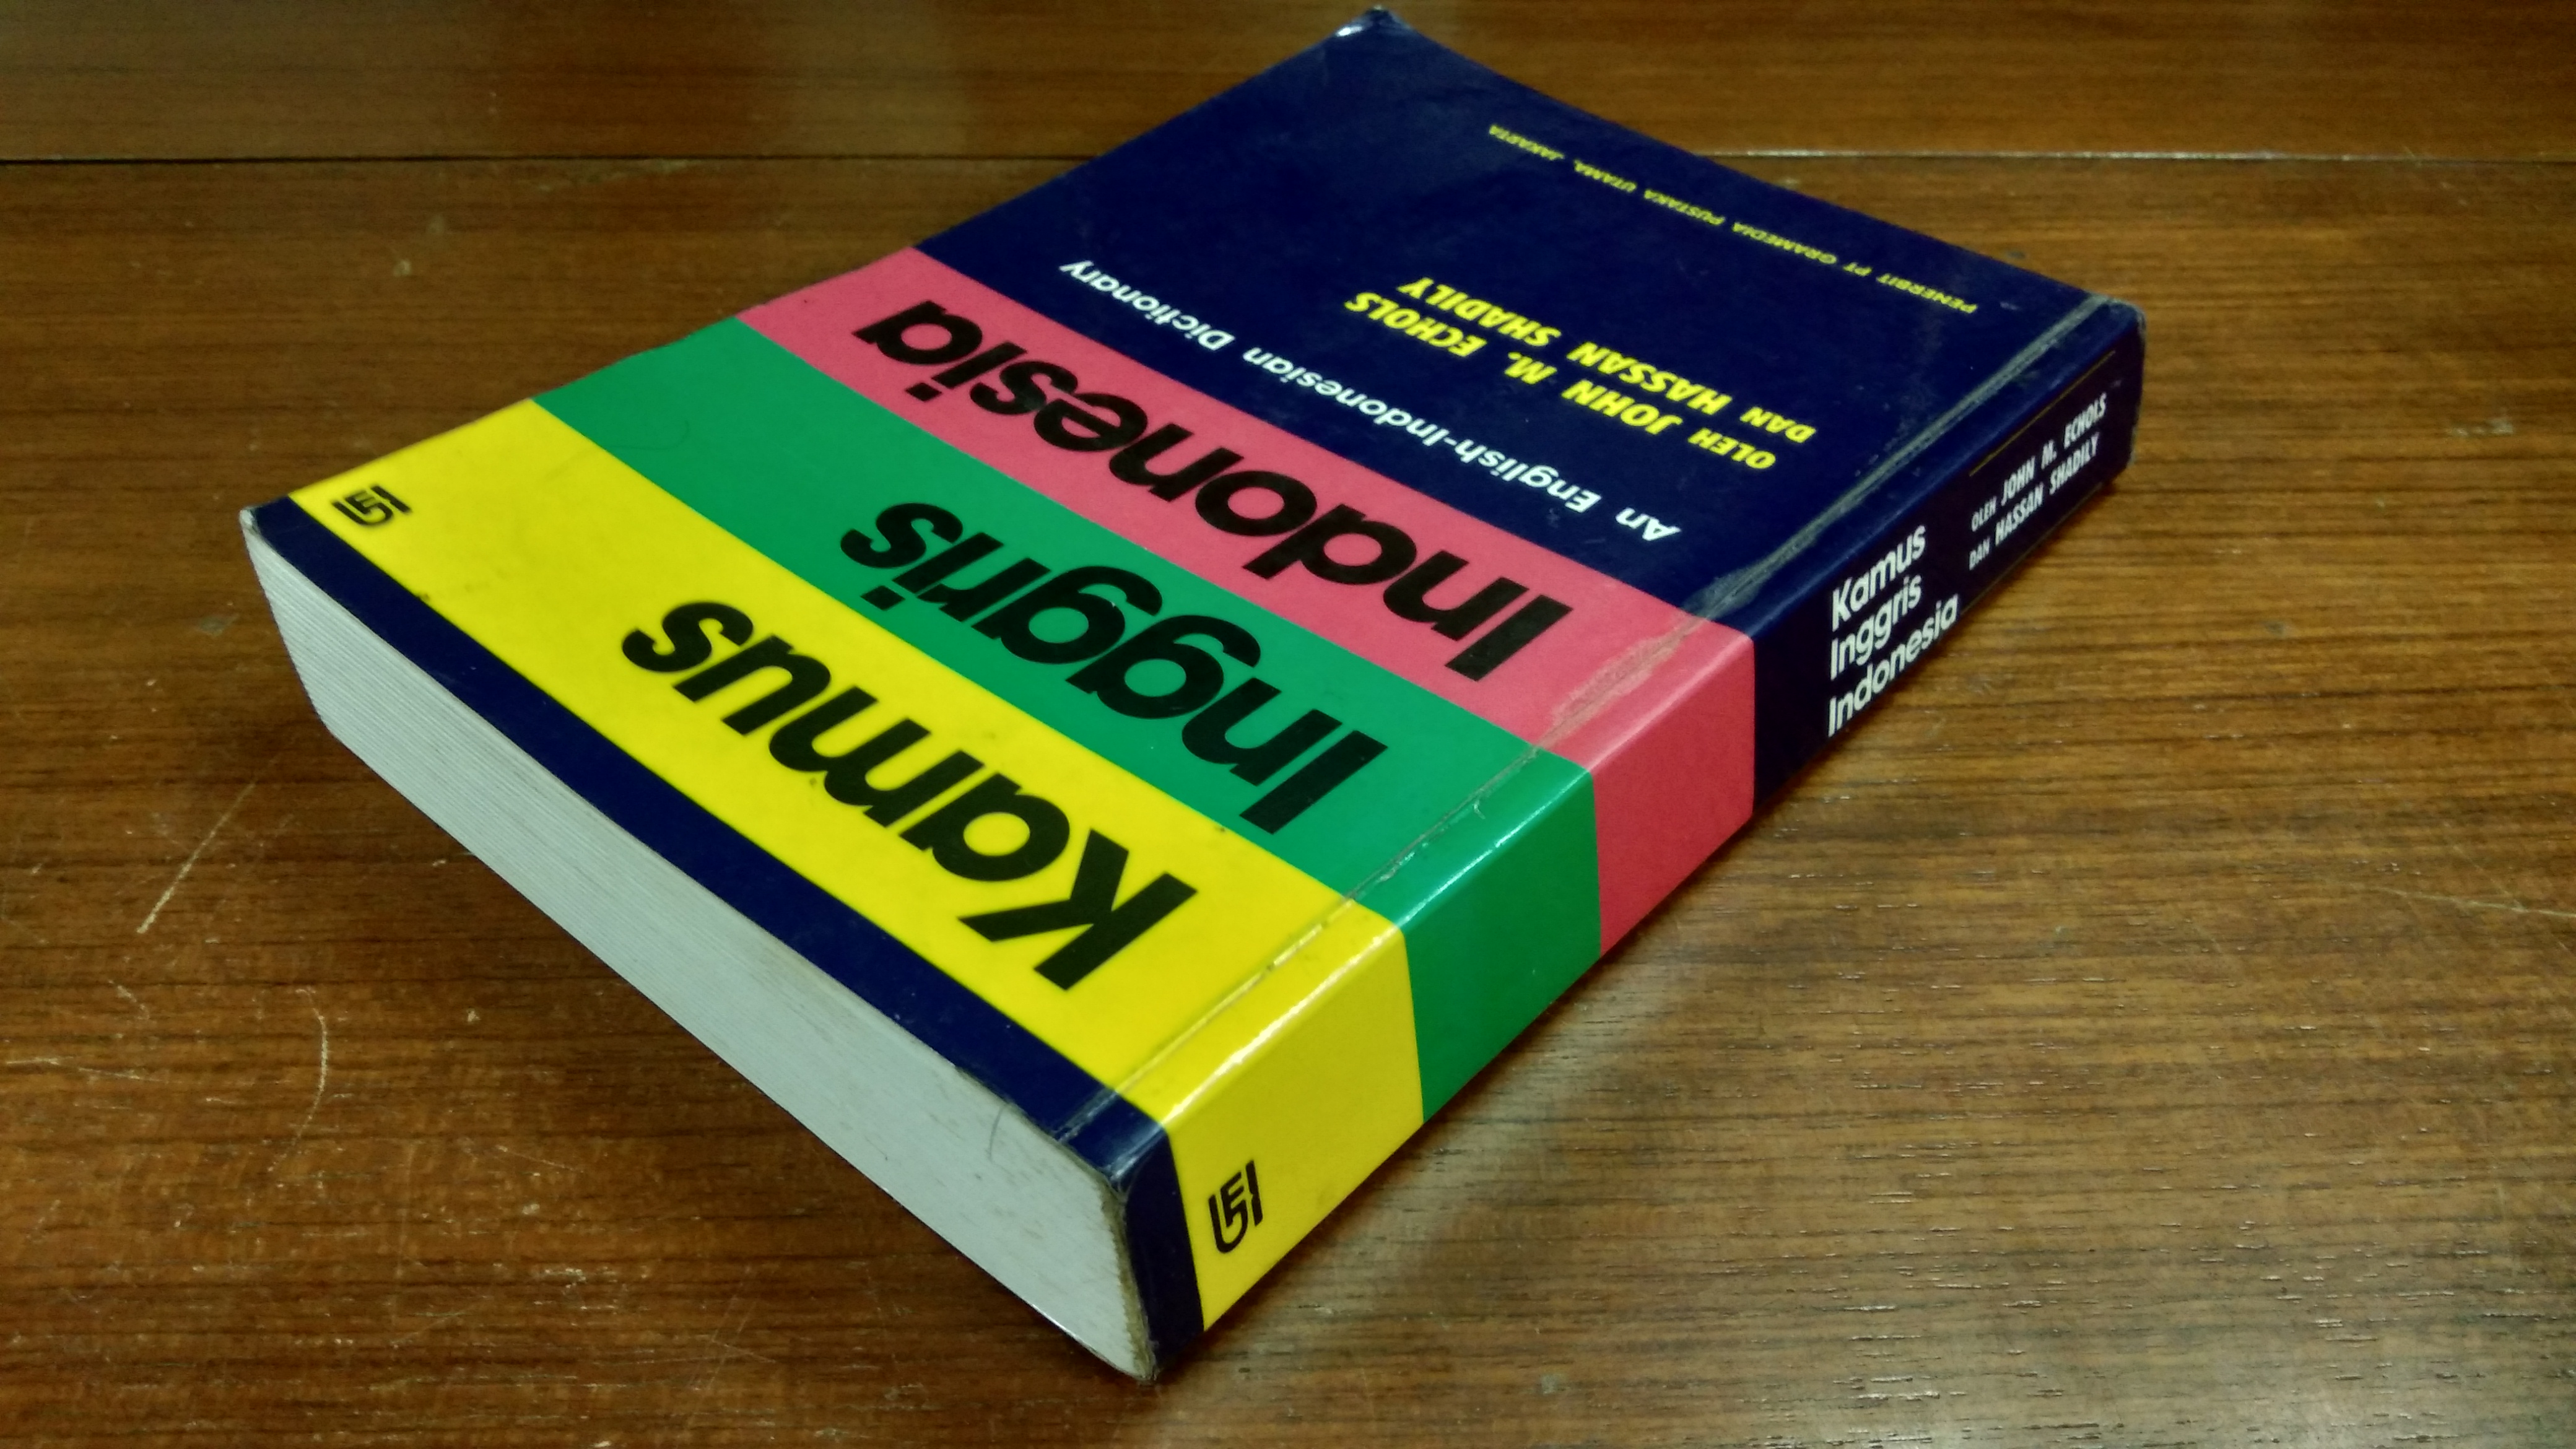 Kamus
Inggris
Indonesia
An English-Indonesian Dictionary
OLEH JOHN M. ECHOLS
DAN HASSAN SHADILY
PENERBIT PT GRAMEDIA PUSTAKA UTAMA, JAKARTA
Kamus
Inggris
Indonesia
OLEH JOHN M. ECHOLS
DAN HASSAN SHADILY